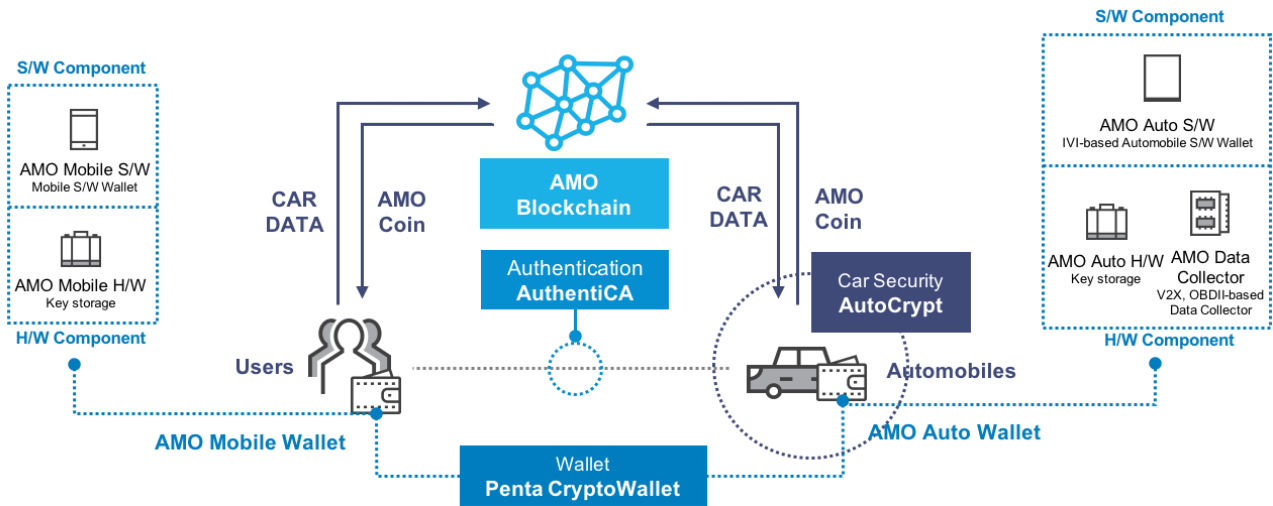 S/W Component
AMO Mobile S/W
Mobile S/W Wallet
AMO Mobile H/W
Key storage
H/W Component
CAR
DATA
AMO
Coin
AMO
Blockchain
Authentication
AuthentiCA
CAR
DATA
AMO
Coin
Car Security
AutoCrypt
Users
Automobiles
AMO Mobile Wallet
AMO Auto Wallet
Wallet
Penta CryptoWallet
S/W Component
AMO Auto S/W
IVI-based Automobile S/W Wallet
AMO Auto H/W
Key storage
AMO Data
Collector
V2X, OBDII-based
Data Collector
H/W Component